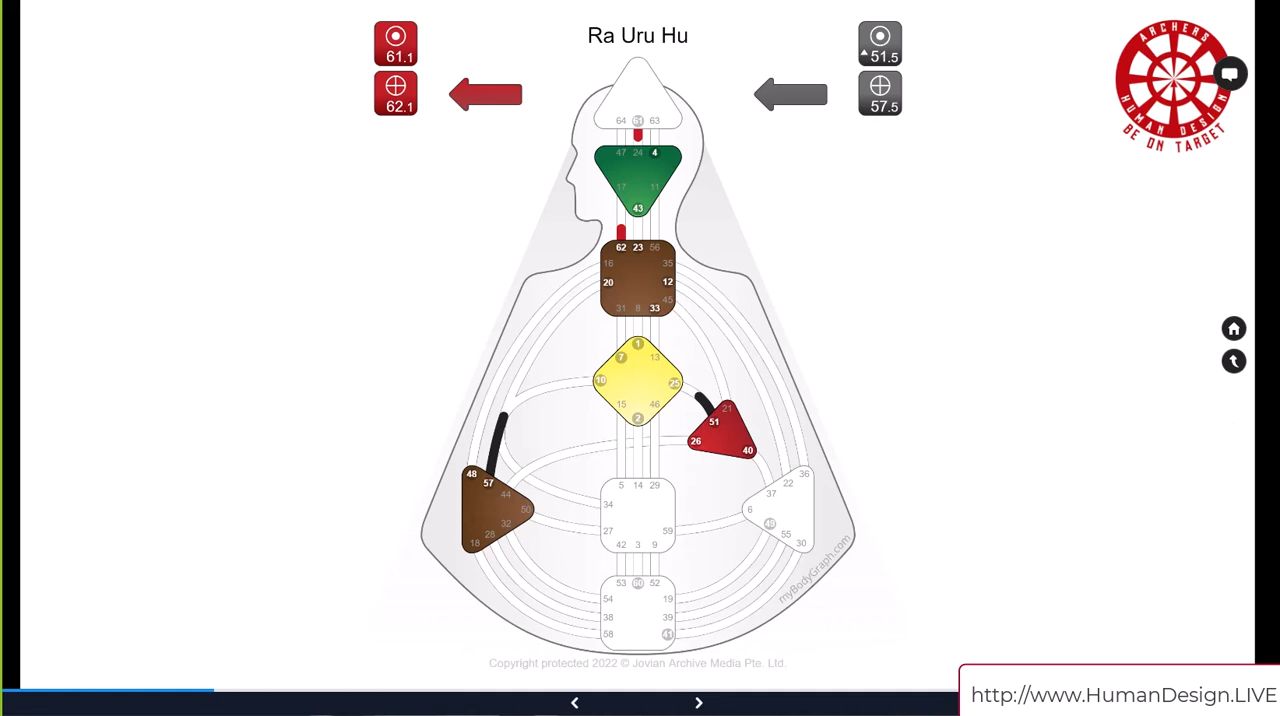 Ra Uru Hu
61.1
62.1
51.5
57.5
ARCHERS
HUMAN DESIGN
BE ON TARGET
64 61 63
47 24 4
17 11
43
62 23 56
16 35
20 12
45
31 8 33
1
7 13
10 25
15 46
2
21
51
26
40
48
57
44
50
32
28
18
5 14 29
34
27 59
42 3 9
36
22
37
6
49
55
30
53 60 52
54 19
38 39
58 41
myBodyGraph.com
Copyright protected 2022 © Jovian Archive Media Pte. Ltd.
http://www.HumanDesign.LIVE